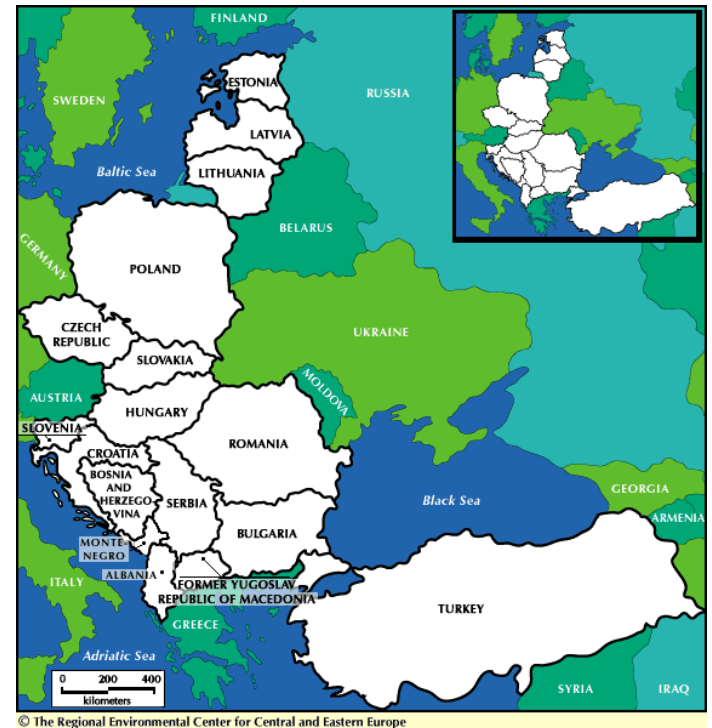 FINLAND
SWEDEN
ESTONIA
RUSSIA
LATVIA
Baltic Sea
LITHUANIA
BELARUS
GERMANY
POLAND
CZECH
REPUBLIC
UKRAINE
SLOVAKIA
MOLDOVA
AUSTRIA
HUNGARY
SLOVENIA
ROMANIA
CROATIA
BOSNIA
AND
HERZEGO-
VINA
SERBIA
Black Sea
GEORGIA
ARMENIA
BULGARIA
MONTE-
NEGRO
ALBANIA
ITALY
FORMER YUGOSLAV
REPUBLIC OF MACEDONIA
TURKEY
GREECE
Adriatic Sea
0 200 400
kilometers
SYRIA
IRAQ
© The Regional Environmental Center for Central and Eastern Europe